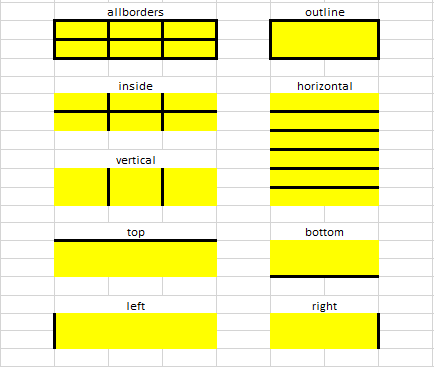 allborders
outline
inside
horizontal
vertical
top
bottom
left
right